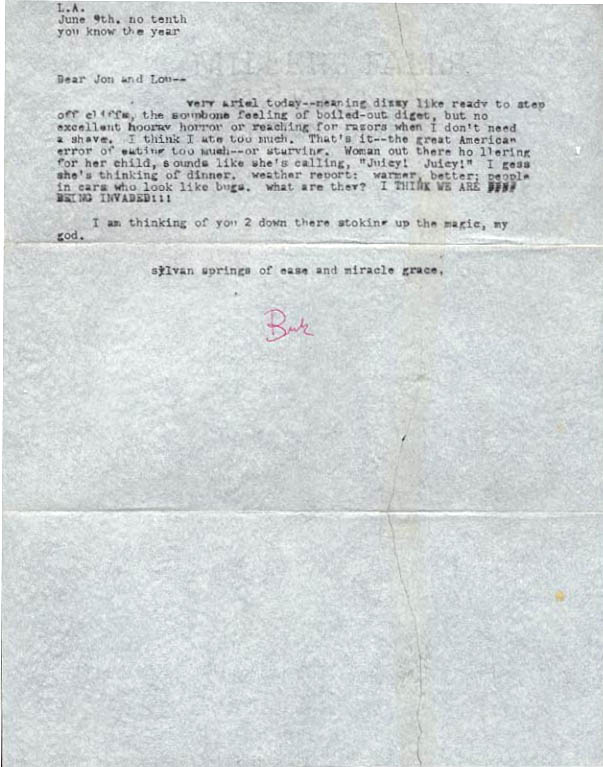 L.A.
June 9th. no tenth
you know the year
Dear Jon and Lou--
very ariel today--meaning dizzy like ready to step
off cliffs, the soupbone feeling of boiled-out diget, but no
excellent hooray horror or reaching for razors when I don't need
a shave. I think I ate too much. That's it--the great American
error of eating too much--or starving. Woman out there ho llering
for her child, sounds like she's calling, "Juicy! Juicy!" I gess
she's thinking of dinner. weather report: warmer, better; people
in cars who look like bugs. what are they? I THINK WE ARE
BEING INVADED!!!
I am thinking of you 2 down there stoking up the magic, my
god.
sylvan springs of ease and miracle grace,
Buk